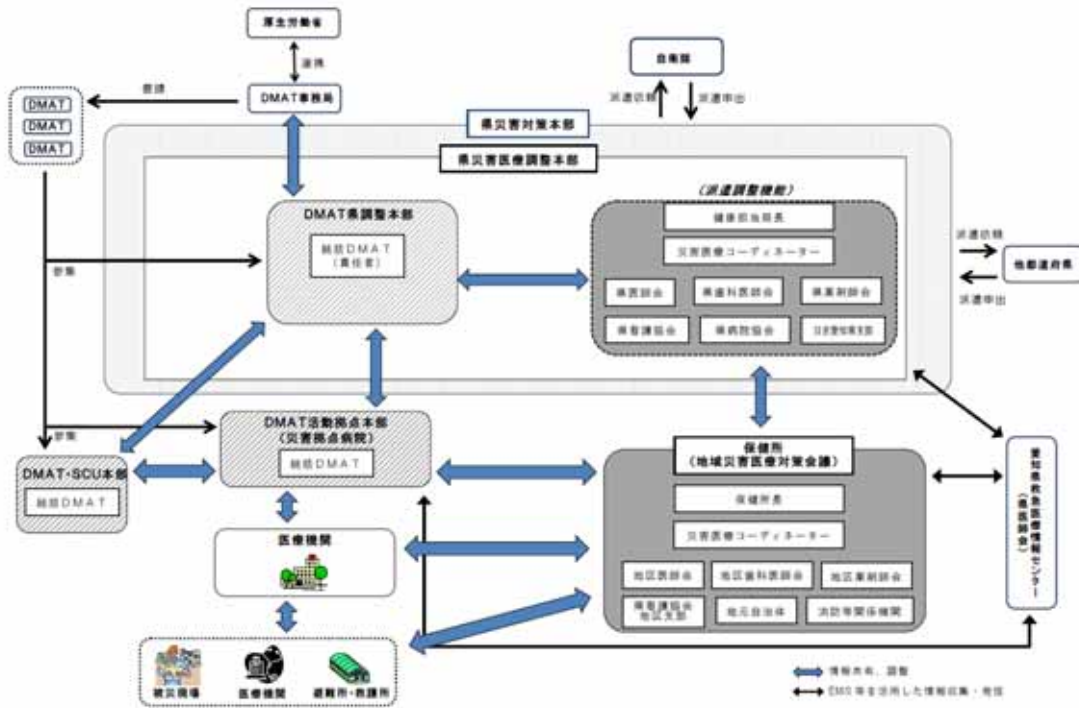 厚生労働省
連携
DMAT事務局
要請
DMAT
DMAT
DMAT
自衛隊
派遣依頼
派遣申出
県災害対策本部
県災害医療調整本部
DMAT県調整本部
統括DMAT
(責任者)
(派遣調整機能)
災害医療コーディネーター
県医師会
県歯科医師会
県薬剤師会
県看護協会
県病院協会
日赤愛知県支部
派遣依頼
他都道府県
派遣申出
参集
参集
DMAT活動拠点本部
(災害拠点病院)
統括DMAT
DMAT・SCU本部
統括DMAT
保健所
(地域災害医療対策会議)
保健所長
災害医療コーディネーター
地区医師会
地区歯科医師会
地区薬剤師会
県看護協会
地区支部
地元自治体
消防等関係機関
愛知県救急医療情報センター
(県医師会)
医療機関
被災現場
医療機関
避難所・救護所
情報共有、調整
EMIS等を活用した情報収集・発信